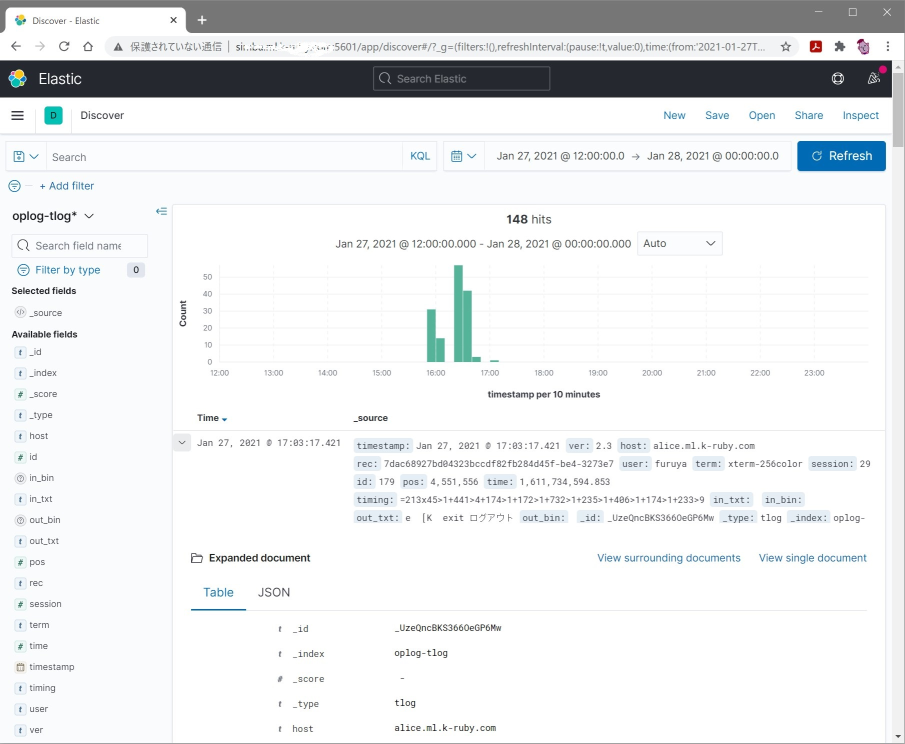 Discover - Elastic
保護されていない通信 :5601/app/discover#/?_g=(filters:!(),refreshInterval:(pause:!t,value:0),time:(from:'2021-01-27T...
Elastic
Search Elastic
D Discover New Save Open Share Inspect
Search KQL Jan 27, 2021 @ 12:00:00.0 → Jan 28, 2021 @ 00:00:00.0 Refresh
+ Add filter
oplog-tlog*
Search field name
Filter by type 0
Selected fields
_source
Available fields
t _id
t _index
# _score
t _type
t host
# id
in_bin
t in_txt
out_bin
t out_txt
# pos
t rec
# session
t term
# time
timestamp
t timing
t user
t ver
148 hits
Jan 27, 2021 @ 12:00:00.000 - Jan 28, 2021 @ 00:00:00.000 Auto
Count
50
40
30
20
10
0
12:00 13:00 14:00 15:00 16:00 17:00 18:00 19:00 20:00 21:00 22:00 23:00
timestamp per 10 minutes
Time _source
Jan 27, 2021 @ 17:03:17.421 timestamp: Jan 27, 2021 @ 17:03:17.421 ver: 2.3 host: alice.ml.k-ruby.com
rec: 7dac68927bd04323bccdf82fb284d45f-be4-3273e7 user: furuya term: xterm-256color session: 29
id: 179 pos: 4,551,556 time: 1,611,734,594.853
timing: =213x45>1+441>4+174>1+172>1+732>1+235>1+406>1+174>1+233>9 in_txt: in_bin:
out_txt: e [K exit ログアウト out_bin: _id: _UzeQncBKS366OeGP6Mw _type: tlog _index: oplog-
Expanded document View surrounding documents View single document
Table JSON
t _id _UzeQncBKS366OeGP6Mw
t _index oplog-tlog
# _score -
t _type tlog
t host alice.ml.k-ruby.com